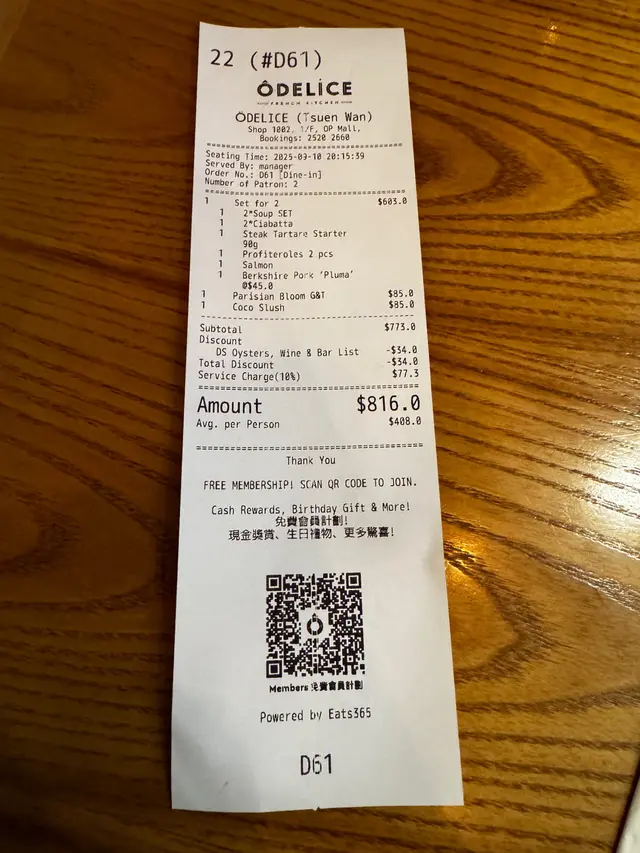 22 (#D61)
ÔDELİCE
FRENCH KITCHEN
ÔDELICE (Tsuen Wan)
Shop 1002, 1/F, OP Mall,
Bookings: 2520 2660
Seating Time: 2025-09-10 20:15:39
Served By: manager
Order No.: D61 [Dine-in]
Number of Patron: 2
1 Set for 2 $603.0
1 2*Soup SET
1 2*Ciabatta
1 Steak Tartare Starter
90g
1 Profiteroles 2 pcs
1 Salmon
1 Berkshire Pork 'Pluma'
@$45.0
1 Parisian Bloom G&T $85.0
1 Coco Slush $85.0
Subtotal $773.0
Discount
DS Oysters, Wine & Bar List -$34.0
Total Discount -$34.0
Service Charge(10%) $77.3
Amount $816.0
Avg. per Person $408.0
Thank You
FREE MEMBERSHIP! SCAN QR CODE TO JOIN.
Cash Rewards, Birthday Gift & More!
免費會員計劃!
現金獎賞、生日禮物、更多驚喜!
Members 免費會員計劃
Powered by Eats365
D61